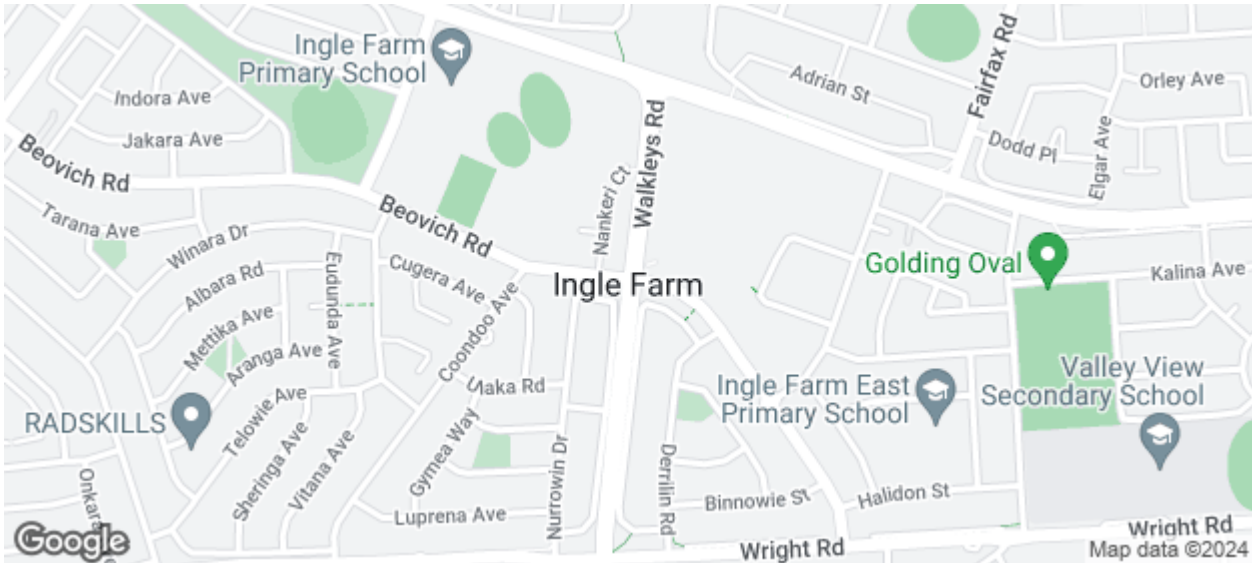 Ingle Farm
Primary School
Indora Ave
Jakara Ave
Beovich Rd
Tarana Ave
Winara Dr
Albara Rd
Mettika Ave
Aranga Ave
Eudunda Ave
RADSKILLS
Telowie Ave
Sheringa Ave
Vitana Ave
Onkara
Beovich Rd
Cugera Ave
Coondoo Ave
Nankeri Ct
Walkleys Rd
Ingle Farm
Maka Rd
Gymea Way
Luprena Ave
Nurrowin Dr
Derrilin Rd
Adrian St
Fairfax Rd
Orley Ave
Dodd Pl
Elgar Ave
Golding Oval
Kalina Ave
Ingle Farm East
Primary School
Valley View
Secondary School
Binnowie St
Halidon St
Wright Rd
Wright Rd
Google
Map data ©2024